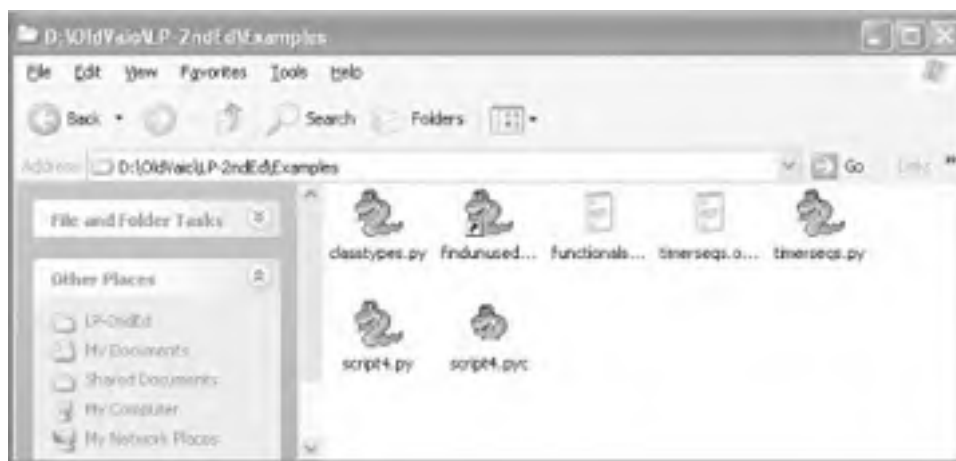 D:\OldVaio\LP-2ndEd\Examples
File Edit View Favorites Tools Help
Back Search Folders
Address D:\OldVaio\LP-2ndEd\Examples Go Links
File and Folder Tasks
Other Places
LP-2ndEd
My Documents
Shared Documents
My Computer
My Network Places
classtypes.py findunused... functionals... timerseqs.o... timerseqs.py
script4.py script4.pyc